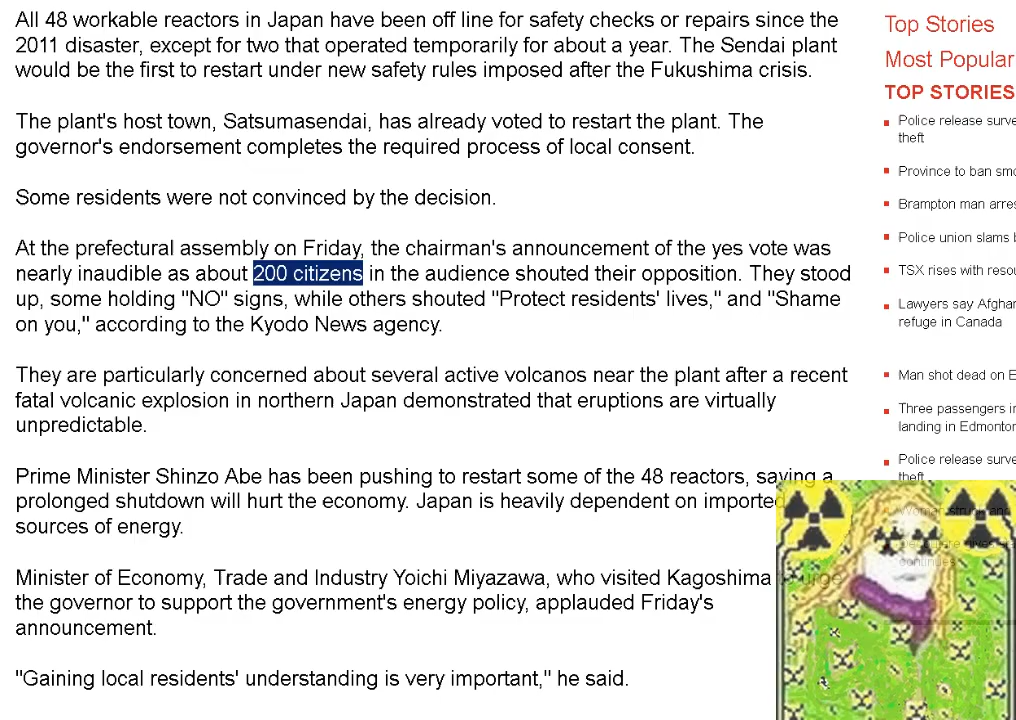 All 48 workable reactors in Japan have been off line for safety checks or repairs since the
2011 disaster, except for two that operated temporarily for about a year. The Sendai plant
would be the first to restart under new safety rules imposed after the Fukushima crisis.
The plant's host town, Satsumasendai, has already voted to restart the plant. The
governor's endorsement completes the required process of local consent.
Some residents were not convinced by the decision.
At the prefectural assembly on Friday, the chairman's announcement of the yes vote was
nearly inaudible as about 200 citizens in the audience shouted their opposition. They stood
up, some holding "NO" signs, while others shouted "Protect residents' lives," and "Shame
on you," according to the Kyodo News agency.
They are particularly concerned about several active volcanos near the plant after a recent
fatal volcanic explosion in northern Japan demonstrated that eruptions are virtually
unpredictable.
Prime Minister Shinzo Abe has been pushing to restart some of the 48 reactors, saying a
prolonged shutdown will hurt the economy. Japan is heavily dependent on imported
sources of energy.
Minister of Economy, Trade and Industry Yoichi Miyazawa, who visited Kagoshima to urge
the governor to support the government's energy policy, applauded Friday's
announcement.
"Gaining local residents' understanding is very important," he said.
Top Stories
Most Popular
TOP STORIES
Police release surve
theft
Province to ban smo
Brampton man arres
Police union slams b
TSX rises with resou
Lawyers say Afghan
refuge in Canada
Man shot dead on E
Three passengers in
landing in Edmonton
Police release surve
theft
Woman struck and
continues